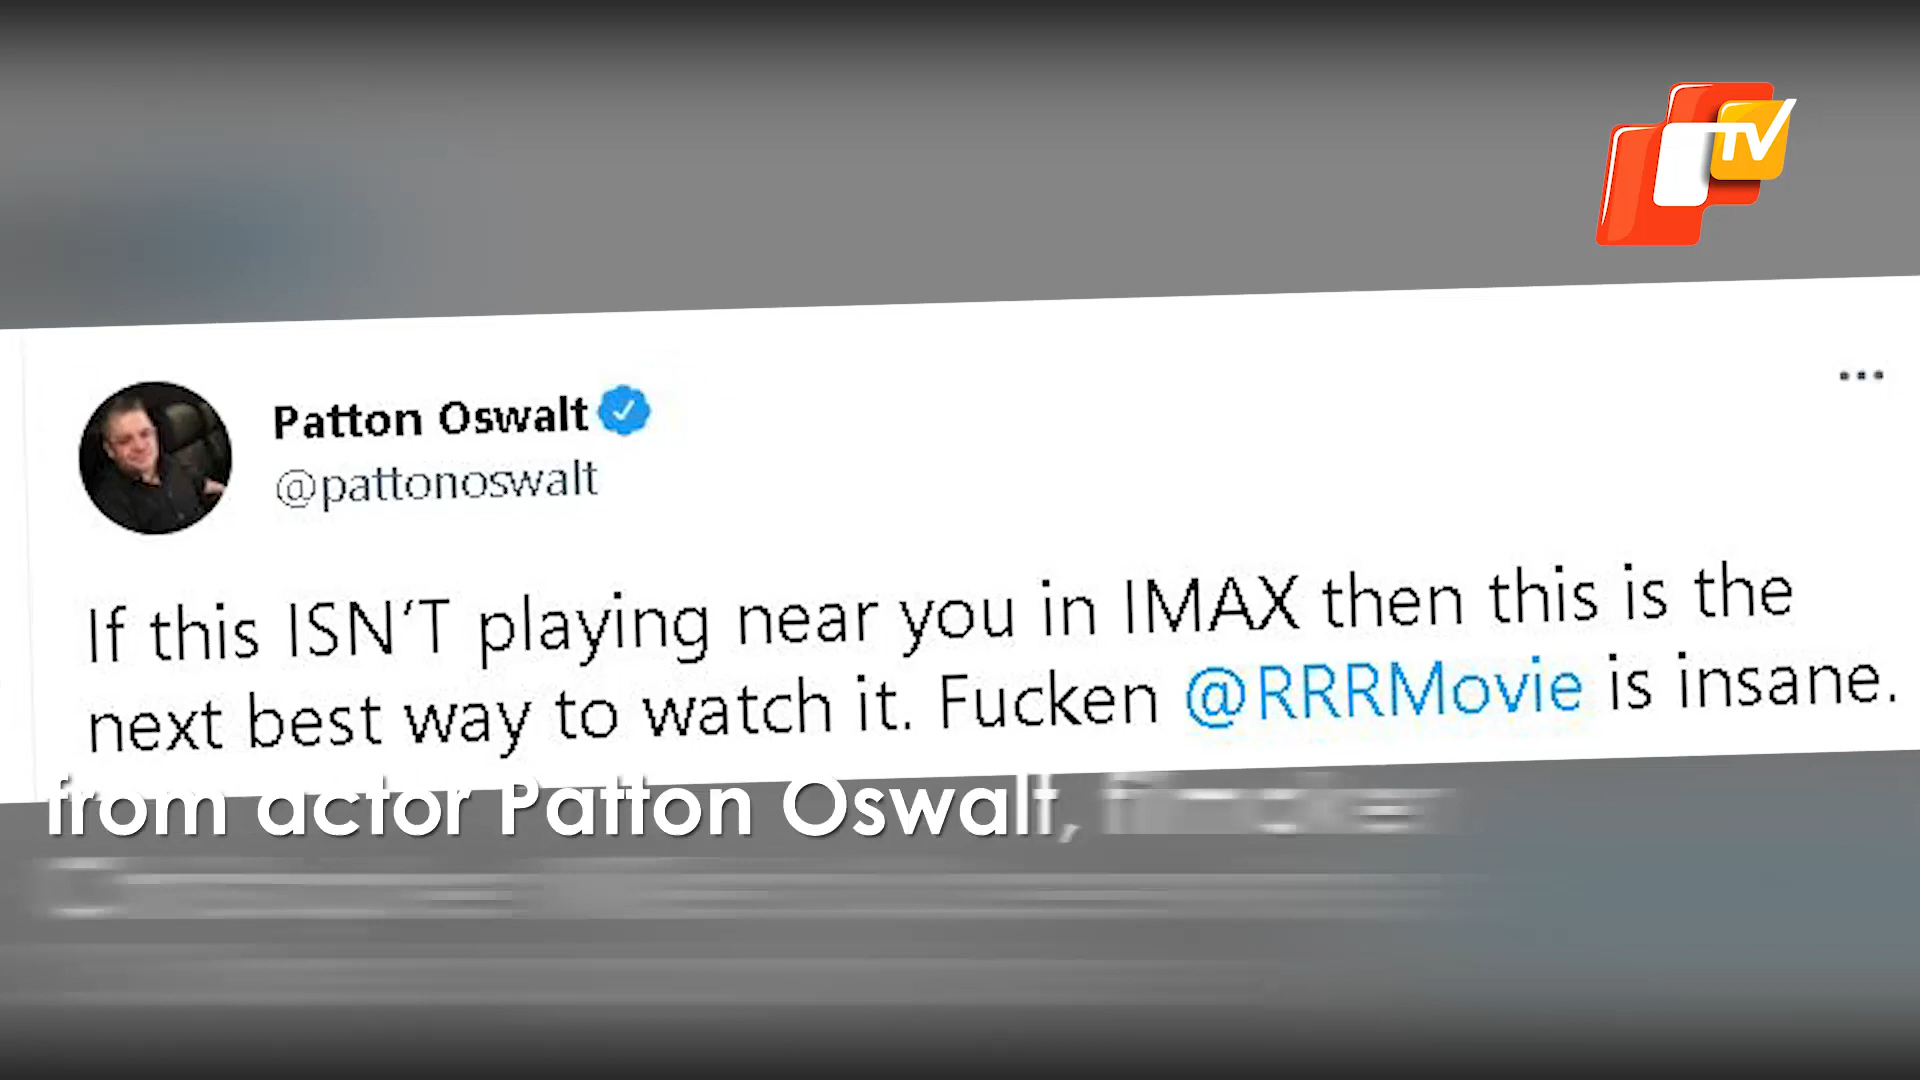 TV
Patton Oswalt
@pattonoswalt
If this ISN'T playing near you in IMAX then this is the
next best way to watch it. Fucken @RRRMovie is insane.
from actor Patton Oswalt,